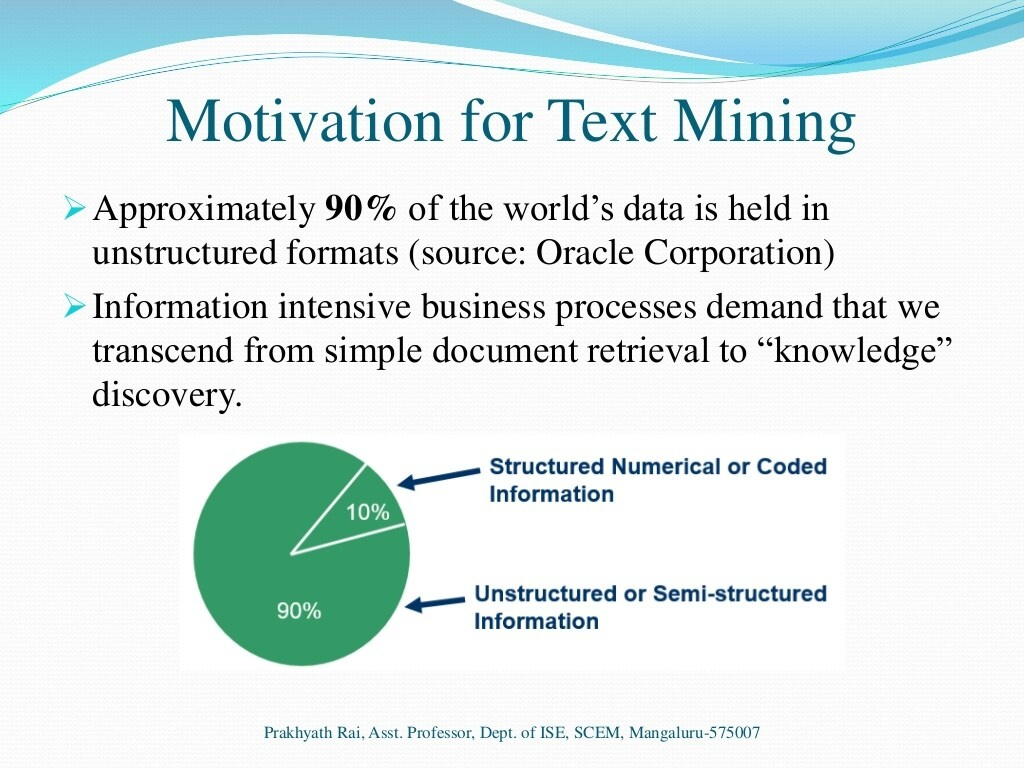 Motivation for Text Mining
Approximately 90% of the world’s data is held in
unstructured formats (source: Oracle Corporation)
Information intensive business processes demand that we
transcend from simple document retrieval to “knowledge”
discovery.
Structured Numerical or Coded
Information
10%
Unstructured or Semi-structured
Information
90%
Prakhyath Rai, Asst. Professor, Dept. of ISE, SCEM, Mangaluru-575007